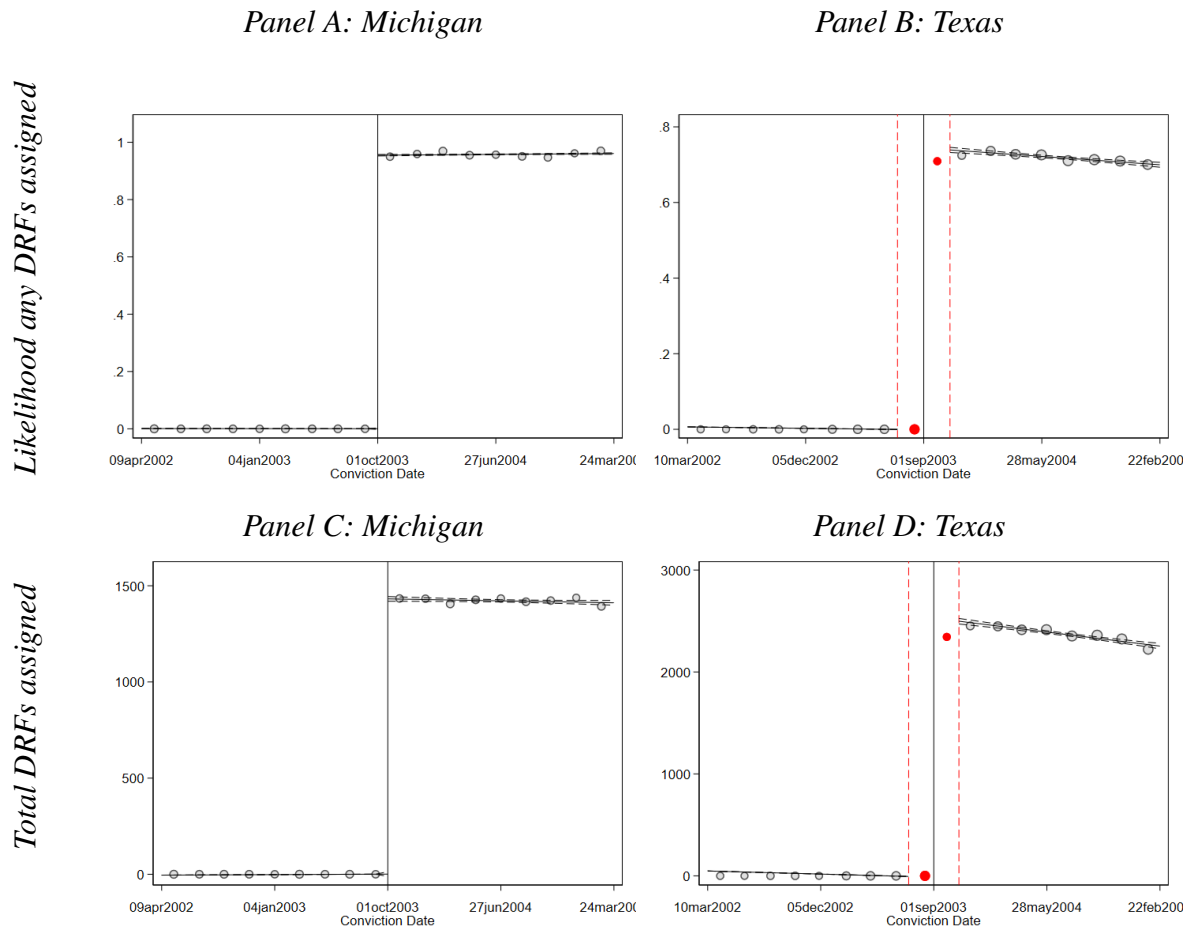 Panel A: Michigan
Panel B: Texas
Likelihood any DRFs assigned
1
.8
.6
.4
.2
0
09apr2002 04jan2003 01oct2003 27jun2004 24mar200
Conviction Date
.8
.6
.4
.2
0
10mar2002 05dec2002 01sep2003 28may2004 22feb200
Conviction Date
Panel C: Michigan
Panel D: Texas
Total DRFs assigned
1500
1000
500
0
09apr2002 04jan2003 01oct2003 27jun2004 24mar200
Conviction Date
3000
2000
1000
0
10mar2002 05dec2002 01sep2003 28may2004 22feb200
Conviction Date